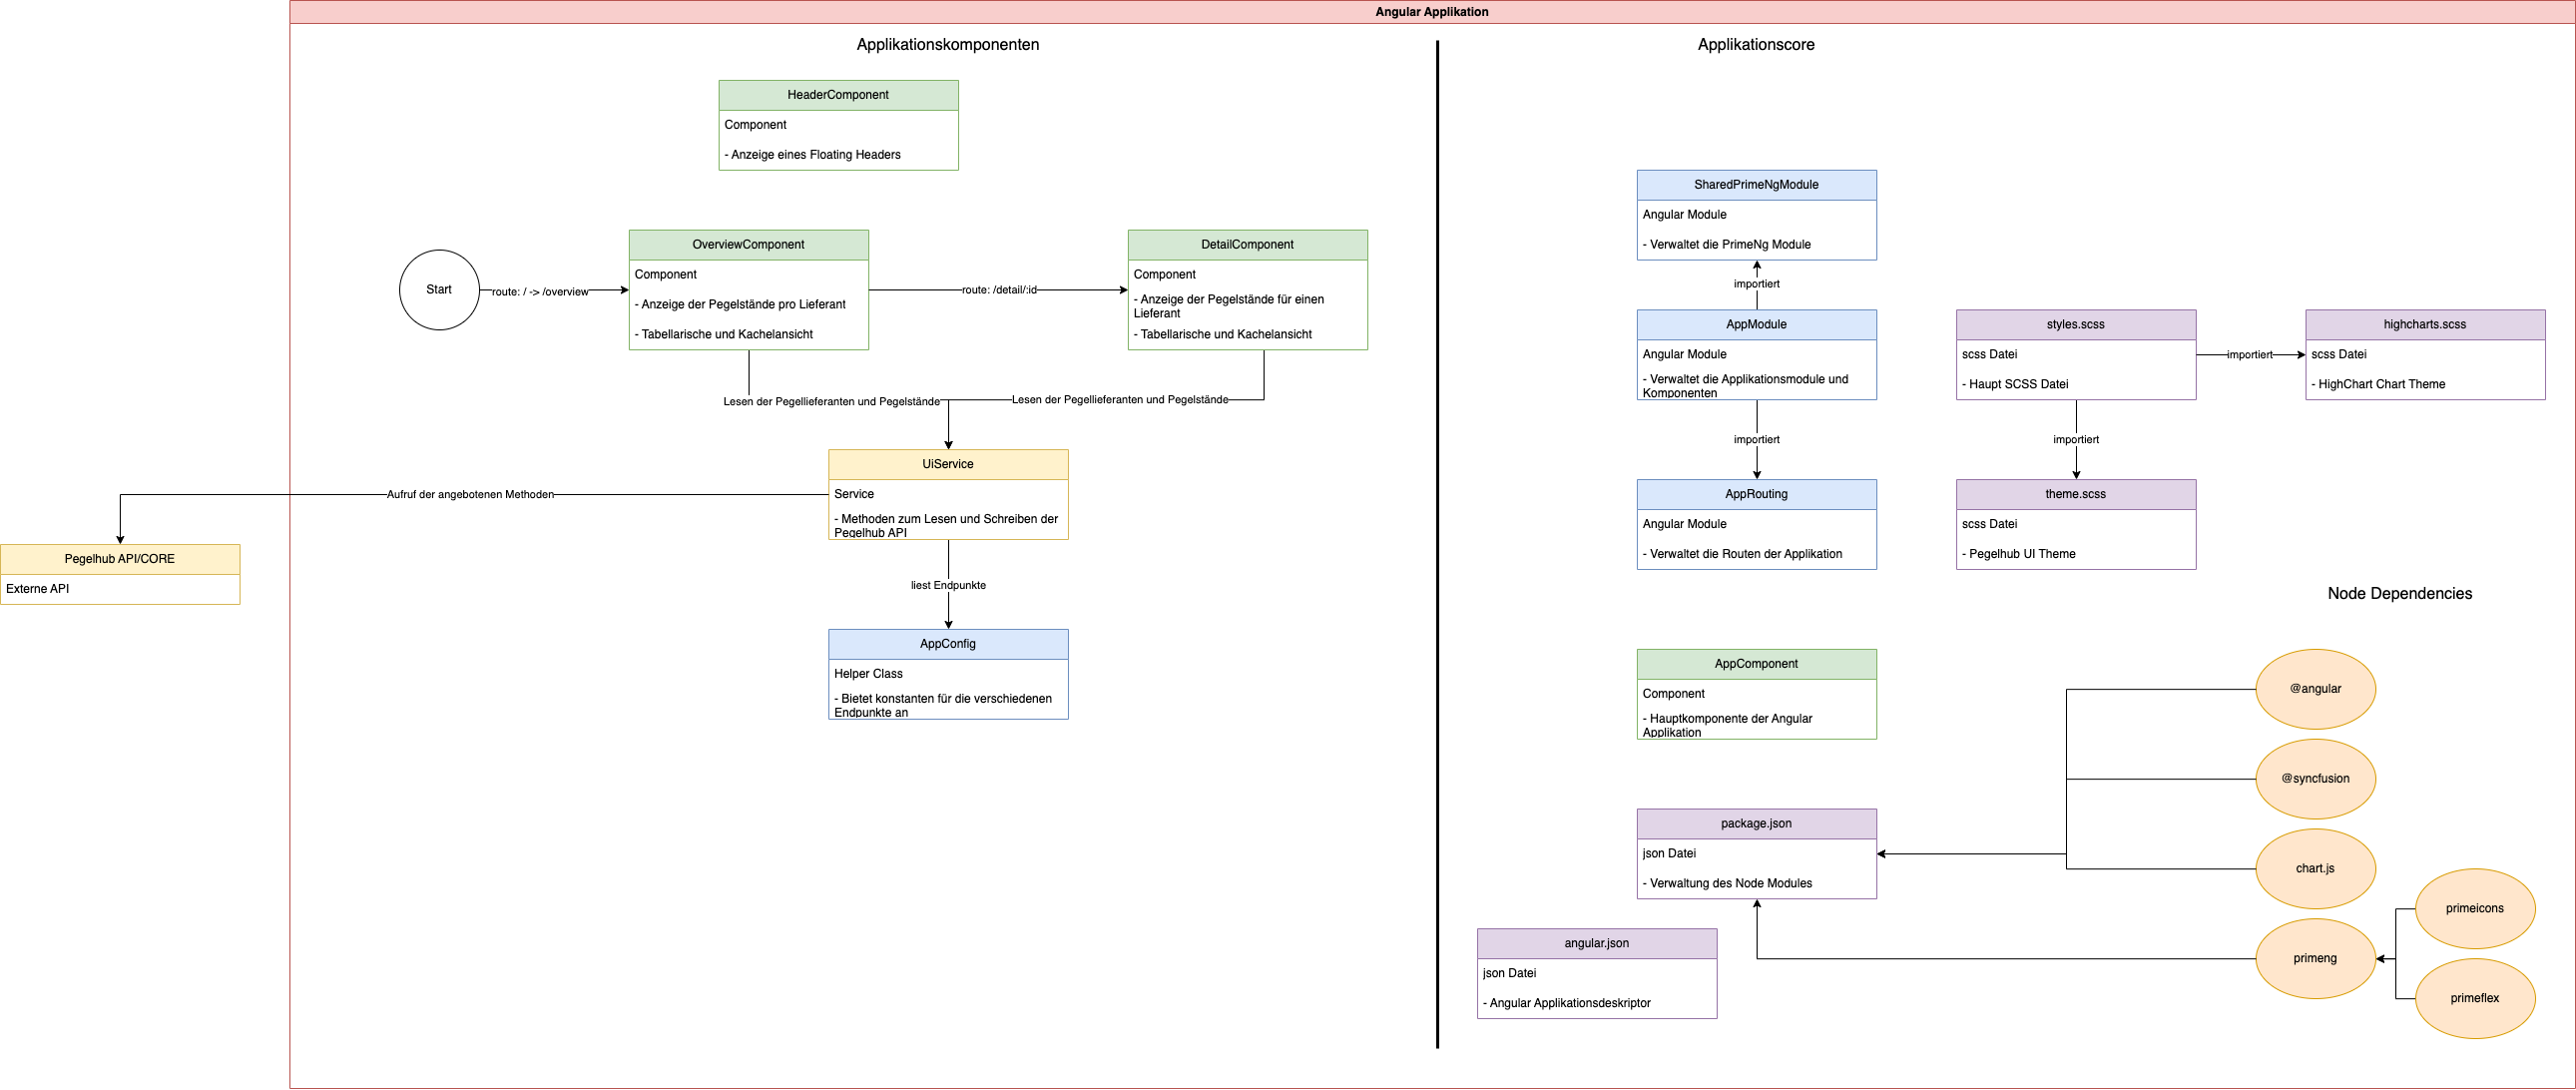 Angular Applikation
Applikationskomponenten
HeaderComponent
Component
- Anzeige eines Floating Headers
Start
route: / -> /overview
OverviewComponent
Component
- Anzeige der Pegelstände pro Lieferant
- Tabellarische und Kachelansicht
route: /detail/:id
DetailComponent
Component
- Anzeige der Pegelstände für einen
Lieferant
- Tabellarische und Kachelansicht
Lesen der Pegellieferanten und Pegelstände
Lesen der Pegellieferanten und Pegelstände
UiService
Service
- Methoden zum Lesen und Schreiben der
Pegelhub API
Aufruf der angebotenen Methoden
Pegelhub API/CORE
Externe API
liest Endpunkte
AppConfig
Helper Class
- Bietet konstanten für die verschiedenen
Endpunkte an
Applikationscore
SharedPrimeNgModule
Angular Module
- Verwaltet die PrimeNg Module
importiert
AppModule
Angular Module
- Verwaltet die Applikationsmodule und
Komponenten
importiert
AppRouting
Angular Module
- Verwaltet die Routen der Applikation
styles.scss
scss Datei
- Haupt SCSS Datei
importiert
highcharts.scss
scss Datei
- HighChart Chart Theme
importiert
theme.scss
scss Datei
- Pegelhub UI Theme
Node Dependencies
AppComponent
Component
- Hauptkomponente der Angular
Applikation
package.json
json Datei
- Verwaltung des Node Modules
angular.json
json Datei
- Angular Applikationsdeskriptor
@angular
@syncfusion
chart.js
primeng
primeicons
primeflex